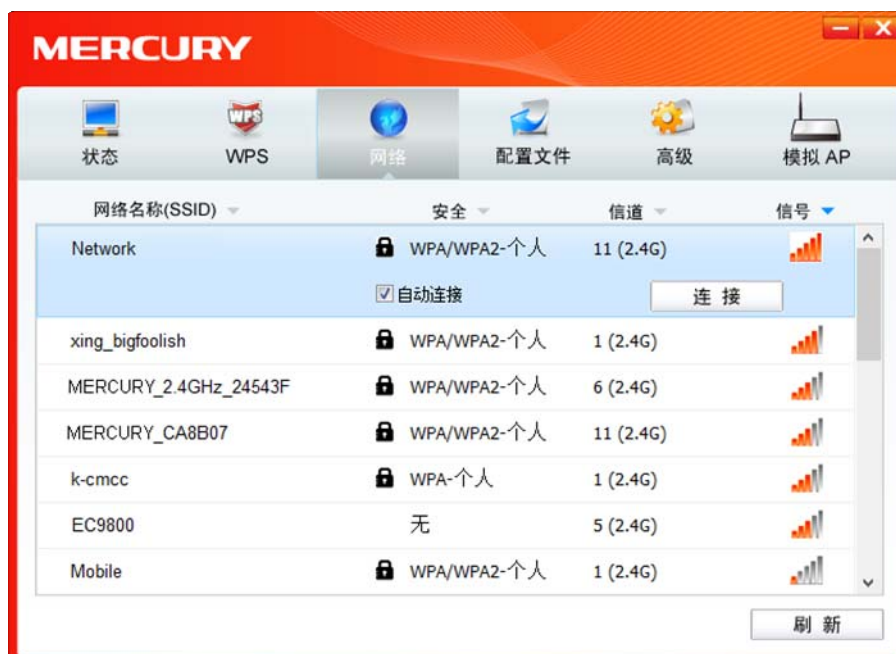 MERCURY
状态 WPS 网络 配置文件 高级 模拟 AP
网络名称(SSID) 安全 信道 信号
Network WPA/WPA2-个人 11 (2.4G)
自动连接 连 接
xing_bigfoolish WPA/WPA2-个人 1 (2.4G)
MERCURY_2.4GHz_24543F WPA/WPA2-个人 6 (2.4G)
MERCURY_CA8B07 WPA/WPA2-个人 11 (2.4G)
k-cmcc WPA-个人 1 (2.4G)
EC9800 无 5 (2.4G)
Mobile WPA/WPA2-个人 1 (2.4G)
刷 新